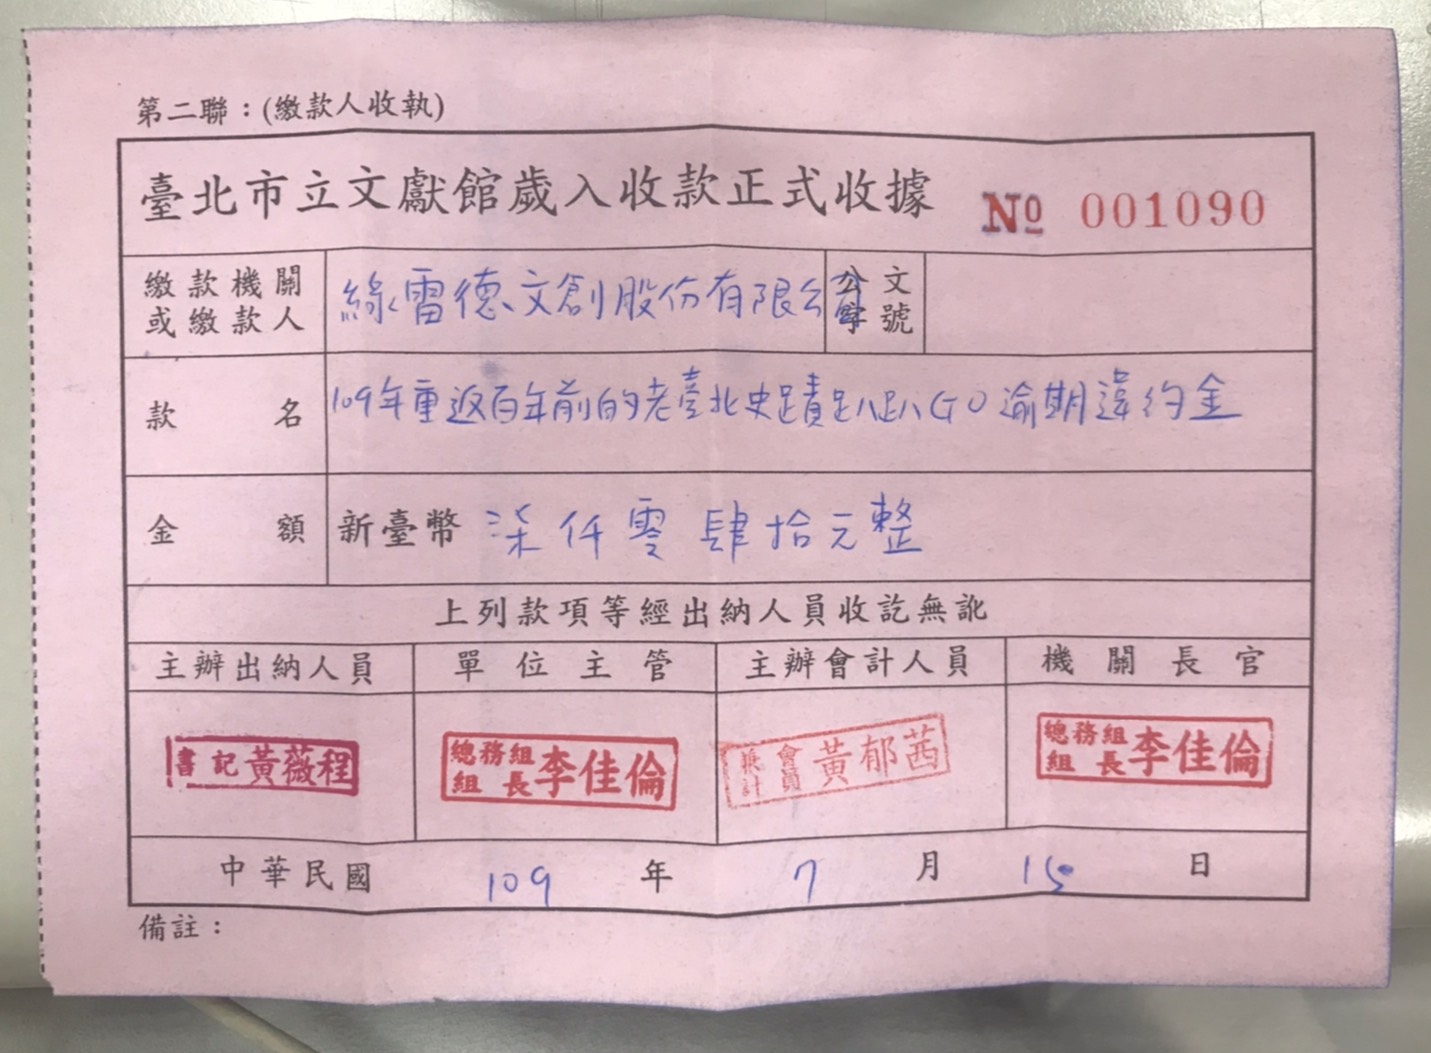 第二聯：(繳款人收執)
臺北市立文獻館歲入收款正式收據 № 001090
繳款機關或繳款人 綠雷德文創股份有限公司 公文字號
款名 109年重返百年前的老臺北史蹟趴趴GO逾期違約金
金額 新臺幣 柒仟零肆拾元整
上列款項等經出納人員收訖無訛
主辦出納人員 單位主管 主辦會計人員 機關長官
書記 黃薇程 總務組組長 李佳倫 黃郁茜 總務組組長 李佳倫
中華民國 109 年 7 月 15 日
備註：